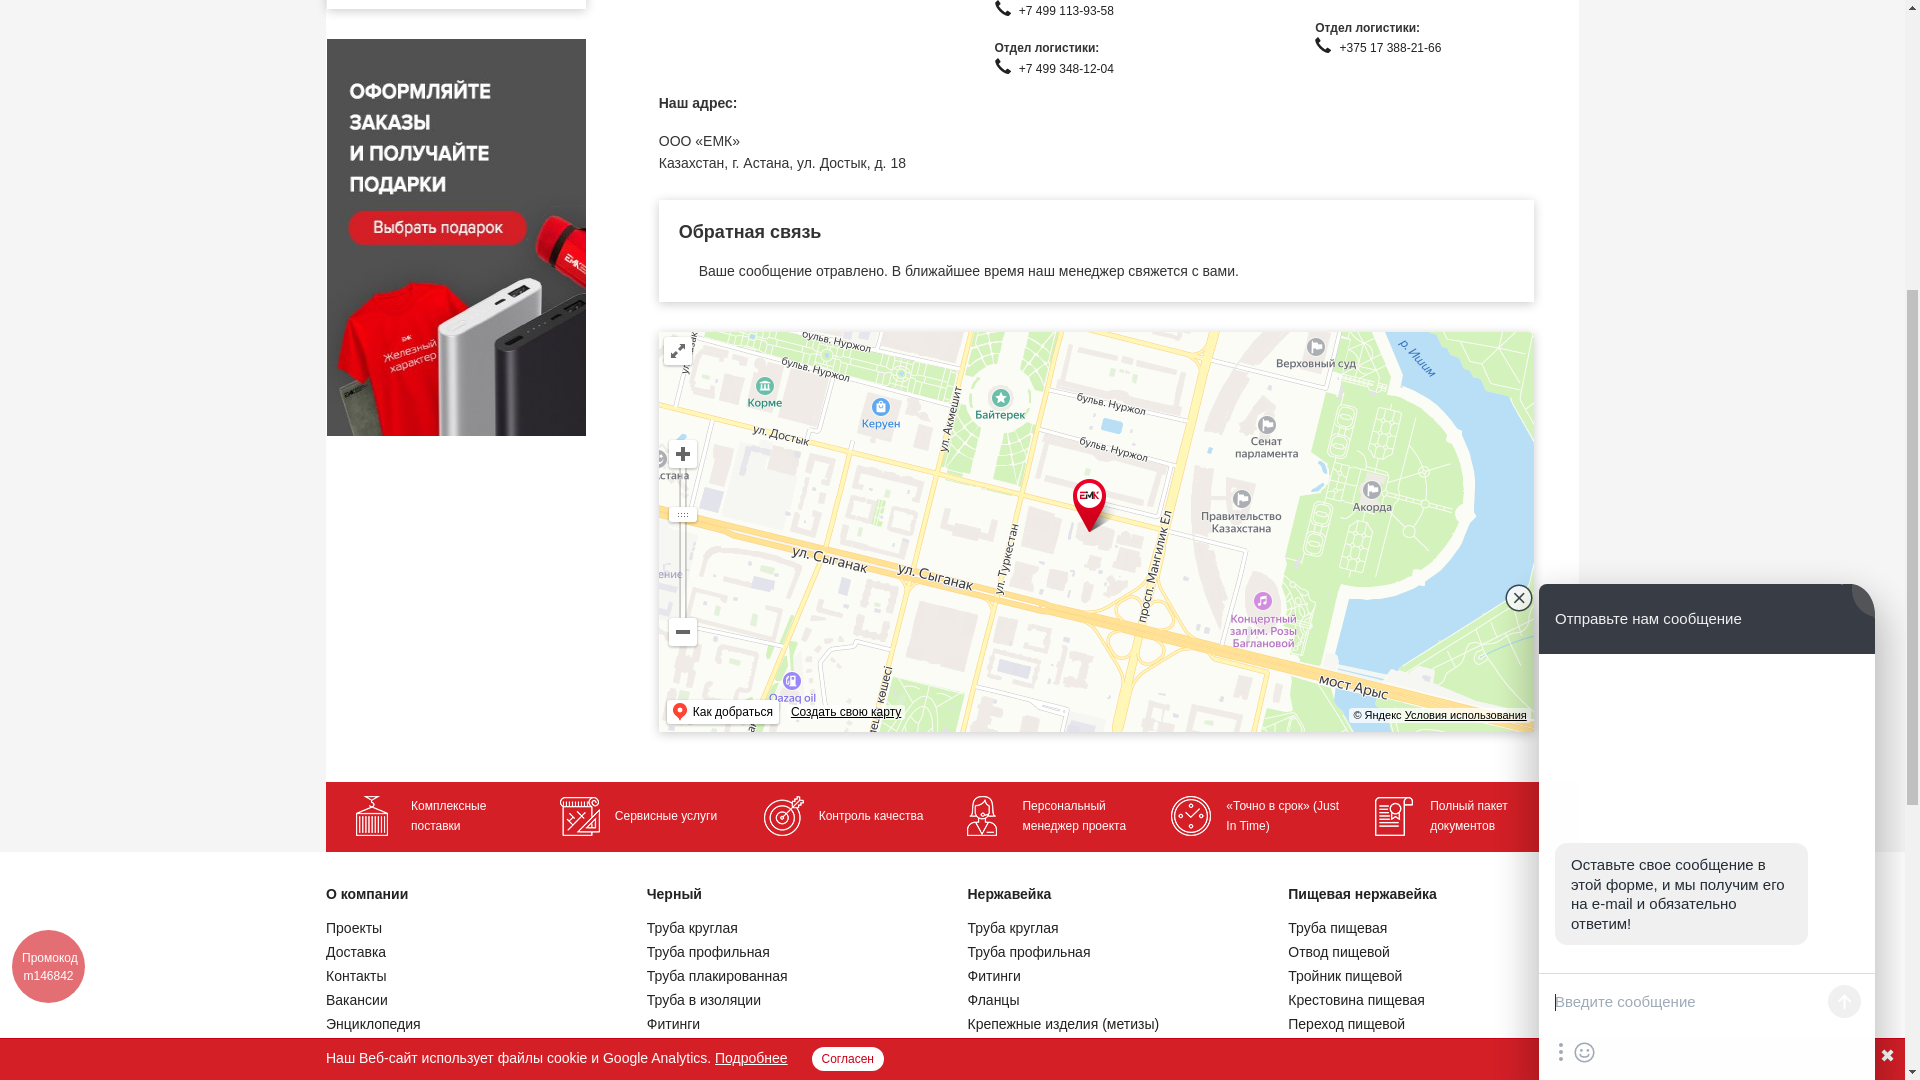 +7 499 113-93-58
Отдел логистики:
+7 499 348-12-04
Отдел логистики:
+375 17 388-21-66
ОФОРМЛЯЙТЕ
ЗАКАЗЫ
И ПОЛУЧАЙТЕ
ПОДАРКИ
Выбрать подарок
ЕМК
ЕМК
Железный
характер
Наш адрес:
ООО «ЕМК»
Казахстан, г. Астана, ул. Достык, д. 18
Обратная связь
Ваше сообщение отравлено. В ближайшее время наш менеджер свяжется с вами.
бульв. Нуржол
бульв. Нуржол
Корме
Керуен
ул. Акмешит
Байтерек
бульв. Нуржол
бульв. Нуржол
Верховный суд
р. Ишим
Сенат
парламента
ул. Достык
стана
ЕМК
Правительство
Казахстана
Акорда
ул. Сыганак
ул. Сыганак
ул. Туркестан
просп. Мангилик Ел
ение
Концертный
зал им. Розы
Баглановой
Qazaq oil
көшесі
мост Арыс
Как добраться
Создать свою карту
© Яндекс Условия использования
Отправьте нам сообщение
Оставьте свое сообщение в
этой форме, и мы получим его
на e-mail и обязательно
ответим!
Введите сообщение
Комплексные
поставки
Сервисные услуги
Контроль качества
Персональный
менеджер проекта
«Точно в срок» (Just
In Time)
Полный пакет
документов
О компании
Проекты
Доставка
Контакты
Вакансии
Энциклопедия
Черный
Труба круглая
Труба профильная
Труба плакированная
Труба в изоляции
Фитинги
Нержавейка
Труба круглая
Труба профильная
Фитинги
Фланцы
Крепежные изделия (метизы)
Пищевая нержавейка
Труба пищевая
Отвод пищевой
Тройник пищевой
Крестовина пищевая
Переход пищевой
Промокод
m146842
Наш Веб-сайт использует файлы cookie и Google Analytics. Подробнее
Согласен